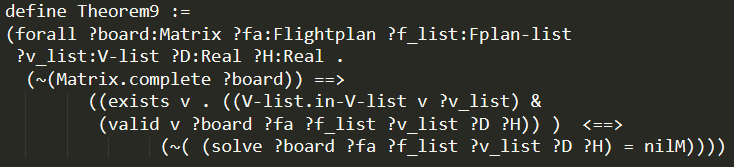 define Theorem9 :=
(forall ?board:Matrix ?fa:Flightplan ?f_list:Fplan-list
?v_list:V-list ?D:Real ?H:Real .
(~(Matrix.complete ?board)) ==>
((exists v . ((V-list.in-V-list v ?v_list) &
(valid v ?board ?fa ?f_list ?v_list ?D ?H)) ) <==>
(~( (solve ?board ?fa ?f_list ?v_list ?D ?H) = nilM))))